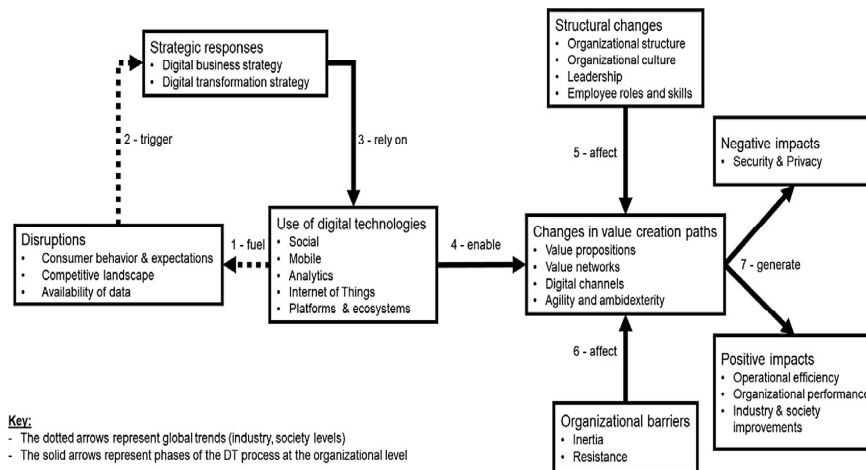 Strategic responses
• Digital business strategy
• Digital transformation strategy
Structural changes
• Organizational structure
• Organizational culture
• Leadership
• Employee roles and skills
2 - trigger
3 - rely on
5 - affect
Negative impacts
• Security & Privacy
Disruptions
• Consumer behavior & expectations
• Competitive landscape
• Availability of data
1 - fuel
Use of digital technologies
• Social
• Mobile
• Analytics
• Internet of Things
• Platforms & ecosystems
4 - enable
Changes in value creation paths
• Value propositions
• Value networks
• Digital channels
• Agility and ambidexterity
7 - generate
6 - affect
Positive impacts
• Operational efficiency
• Organizational performance
• Industry & society
improvements
Organizational barriers
• Inertia
• Resistance
Key:
- The dotted arrows represent global trends (industry, society levels)
- The solid arrows represent phases of the DT process at the organizational level